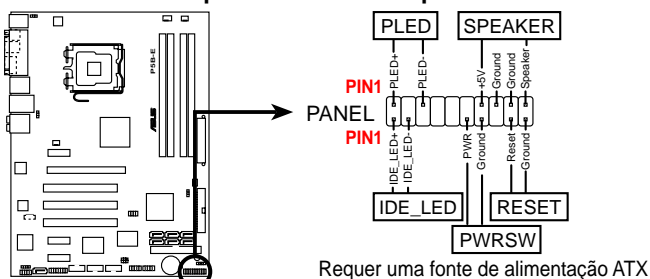 PLED SPEAKER
PLED+
PLED-
+5V
Ground
Ground
Speaker
PIN1
PANEL
PIN1
IDE_LED+
IDE_LED-
PWR
Ground
Reset
Ground
IDE_LED RESET
PWRSW
Requer uma fonte de alimentação ATX
P5B-E
ASUS